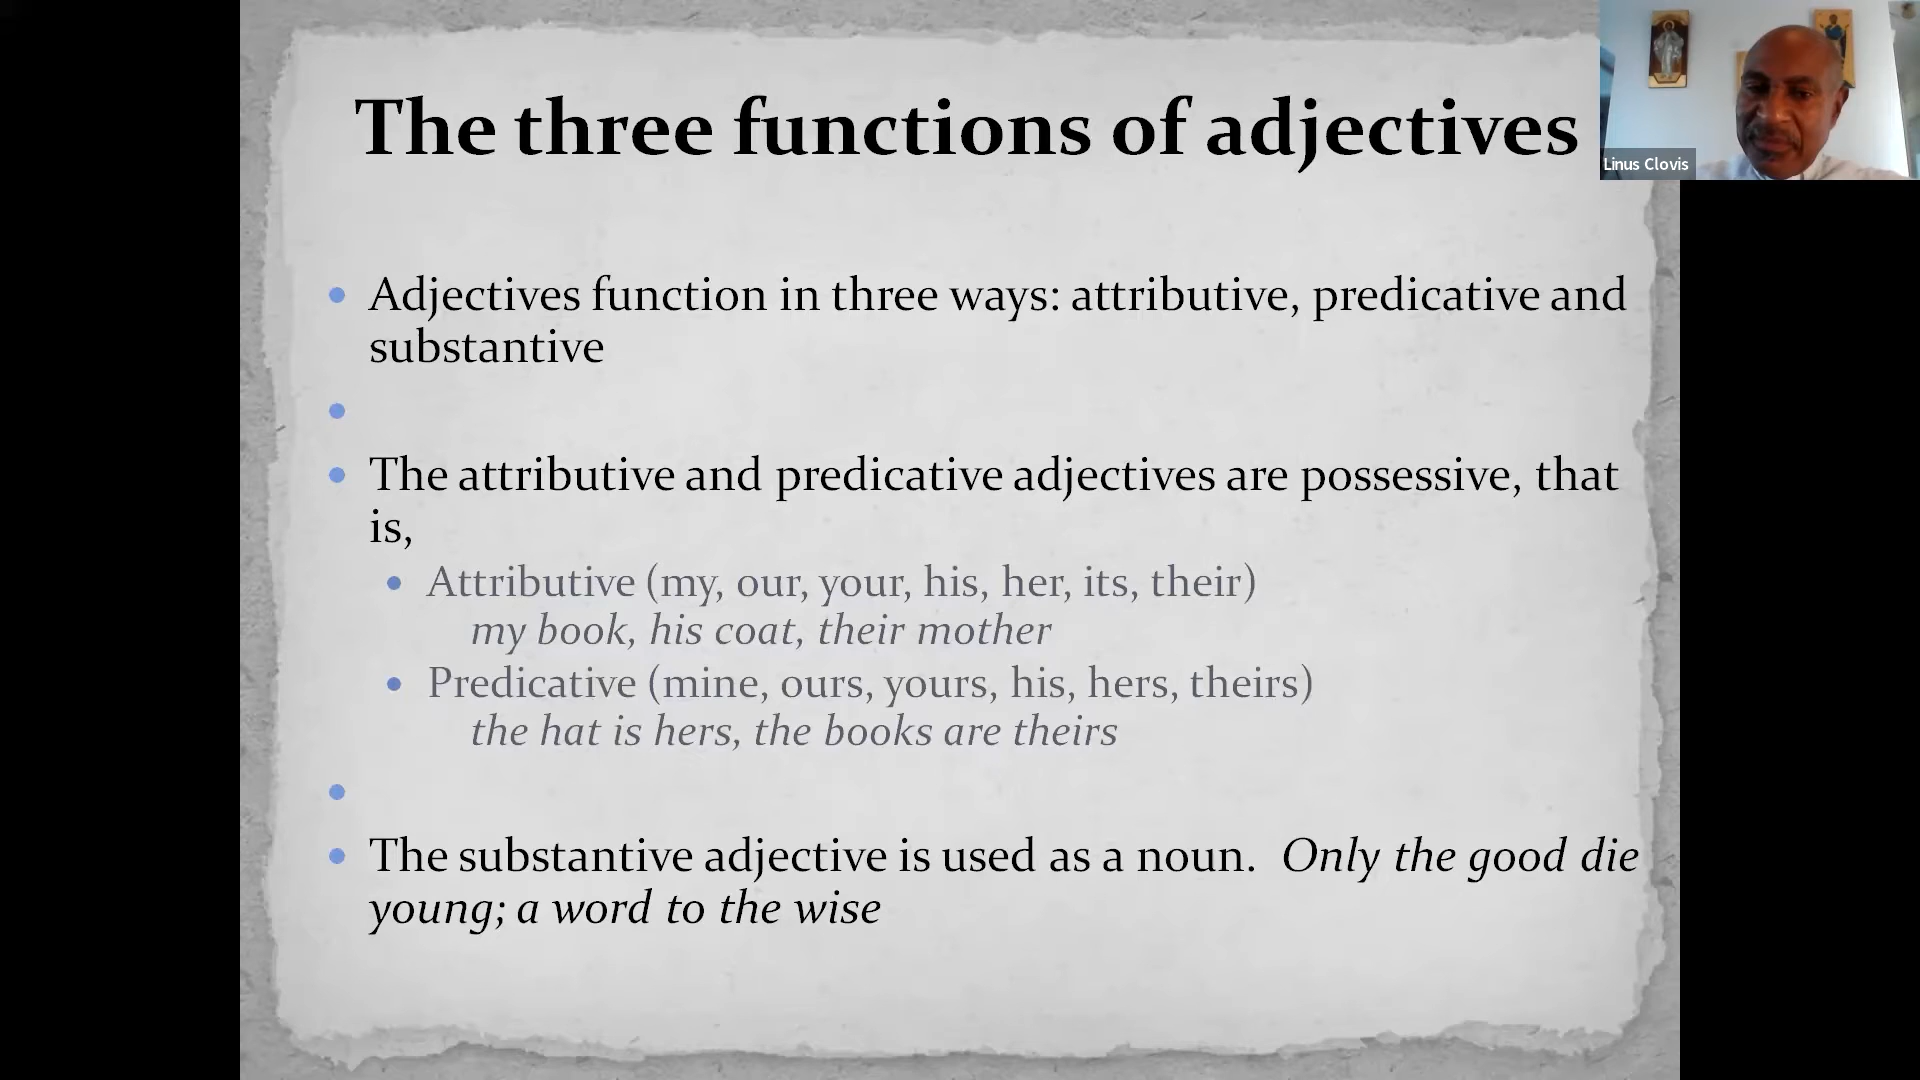 The three functions of adjectives
Linus Clovis
Adjectives function in three ways: attributive, predicative and
substantive
The attributive and predicative adjectives are possessive, that
is,
Attributive (my, our, your, his, her, its, their)
my book, his coat, their mother
Predicative (mine, ours, yours, his, hers, theirs)
the hat is hers, the books are theirs
The substantive adjective is used as a noun.  Only the good die
young; a word to the wise